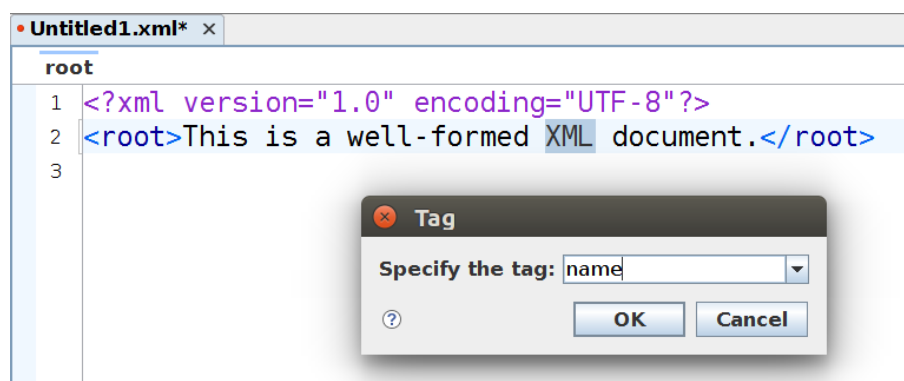 Untitled1.xml* ×
root
1 <?xml version="1.0" encoding="UTF-8"?>
2 <root>This is a well-formed XML document.</root>
3
Tag
Specify the tag: name
? OK Cancel